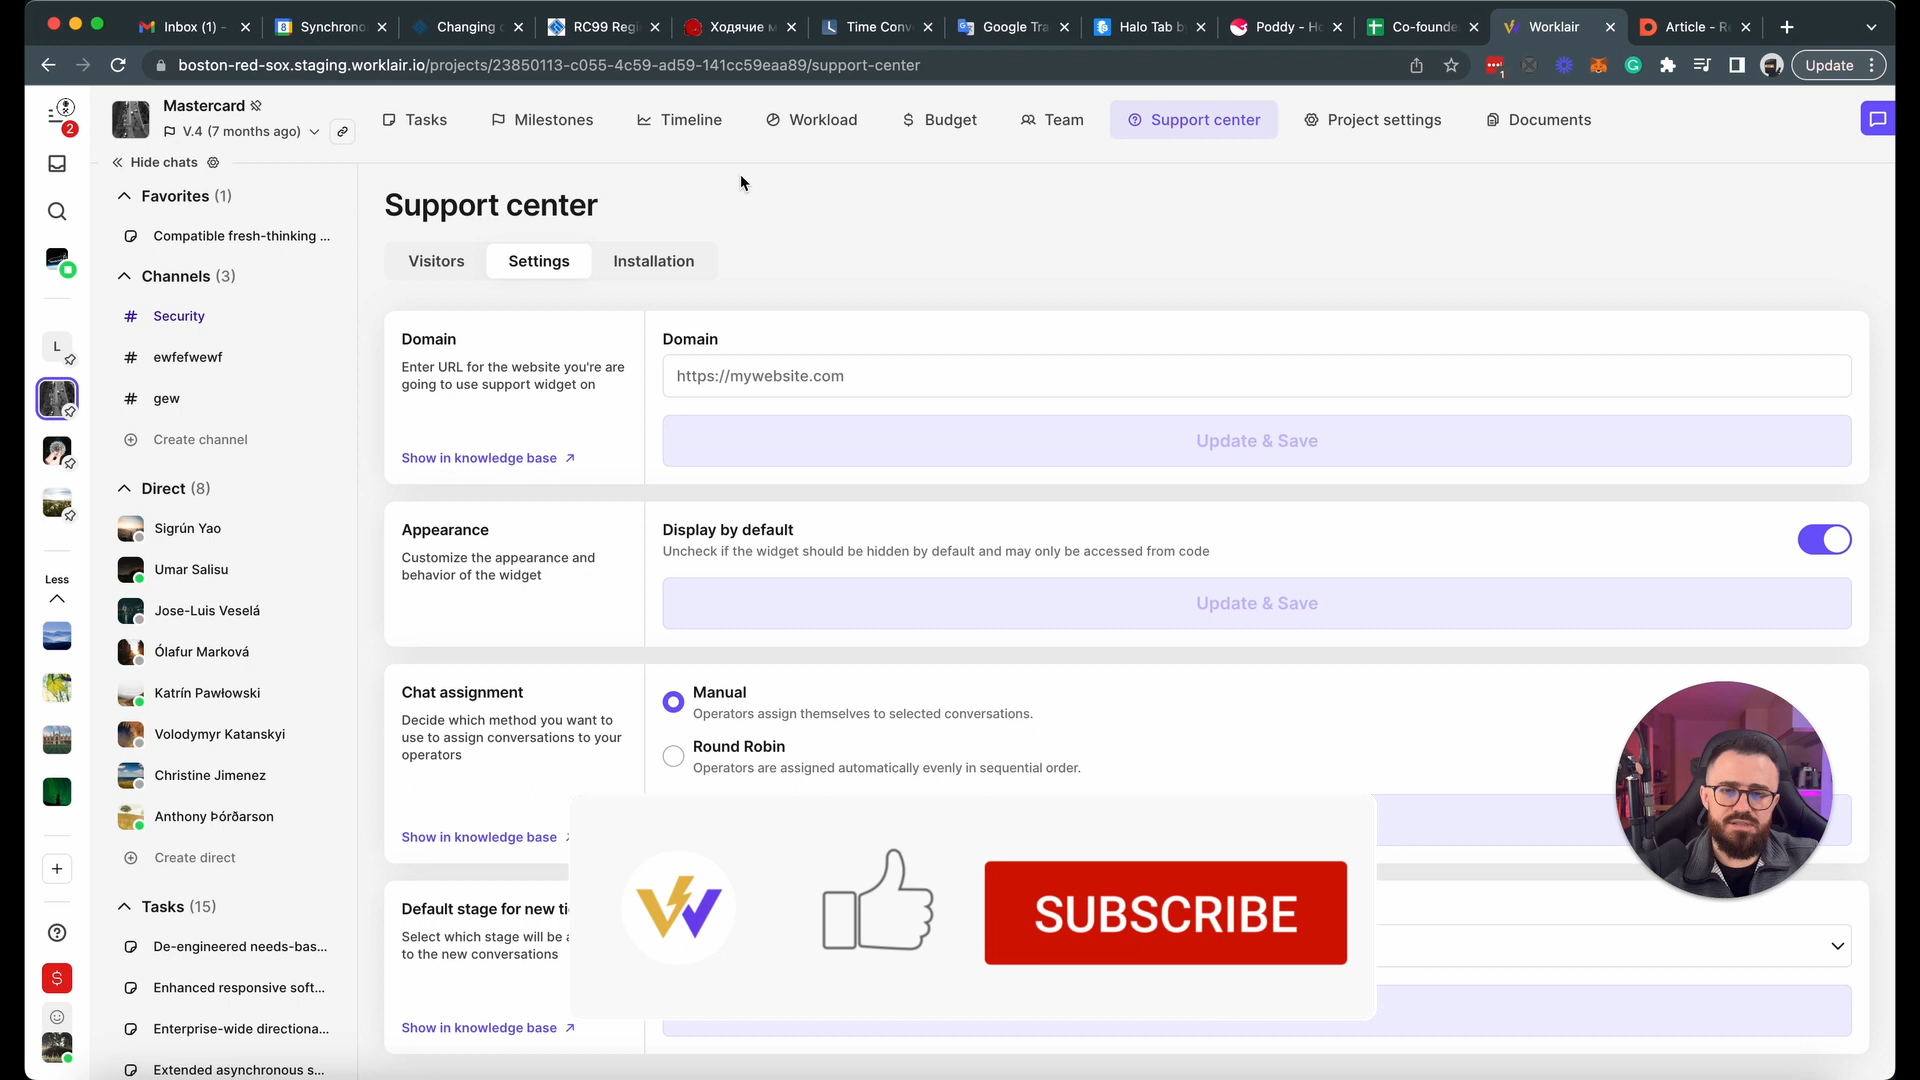 Inbox (1) -
Synchrono
Changing c
RC99 Regi
Ходячие м
Time Conv
Google Tra
Halo Tab b
Poddy - Ho
Co-founde
Worklair
Article - Re
boston-red-sox.staging.worklair.io/projects/23850113-c055-4c59-ad59-141cc59eaa89/support-center
1
Update
2
Mastercard
V.4 (7 months ago)
Tasks
Milestones
Timeline
Workload
Budget
Team
Support center
Project settings
Documents
Hide chats
Favorites (1)
Compatible fresh-thinking ...
Channels (3)
# Security
# ewfefwewf
# gew
Create channel
Direct (8)
Sigrún Yao
Umar Salisu
Jose-Luis Veselá
Ólafur Marková
Katrín Pawłowski
Volodymyr Katanskyi
Christine Jimenez
Anthony Þórðarson
Create direct
Tasks (15)
De-engineered needs-bas...
Enhanced responsive soft...
Enterprise-wide directiona...
Extended asynchronous s...
L
Less
Support center
Visitors
Settings
Installation
Domain
Enter URL for the website you're are
going to use support widget on
Show in knowledge base
Domain
https://mywebsite.com
Update & Save
Appearance
Customize the appearance and
behavior of the widget
Display by default
Uncheck if the widget should be hidden by default and may only be accessed from code
Update & Save
Chat assignment
Decide which method you want to
use to assign conversations to your
operators
Show in knowledge base
Manual
Operators assign themselves to selected conversations.
Round Robin
Operators are assigned automatically evenly in sequential order.
Default stage for new ti
Select which stage will be a
to the new conversations
Show in knowledge base
SUBSCRIBE